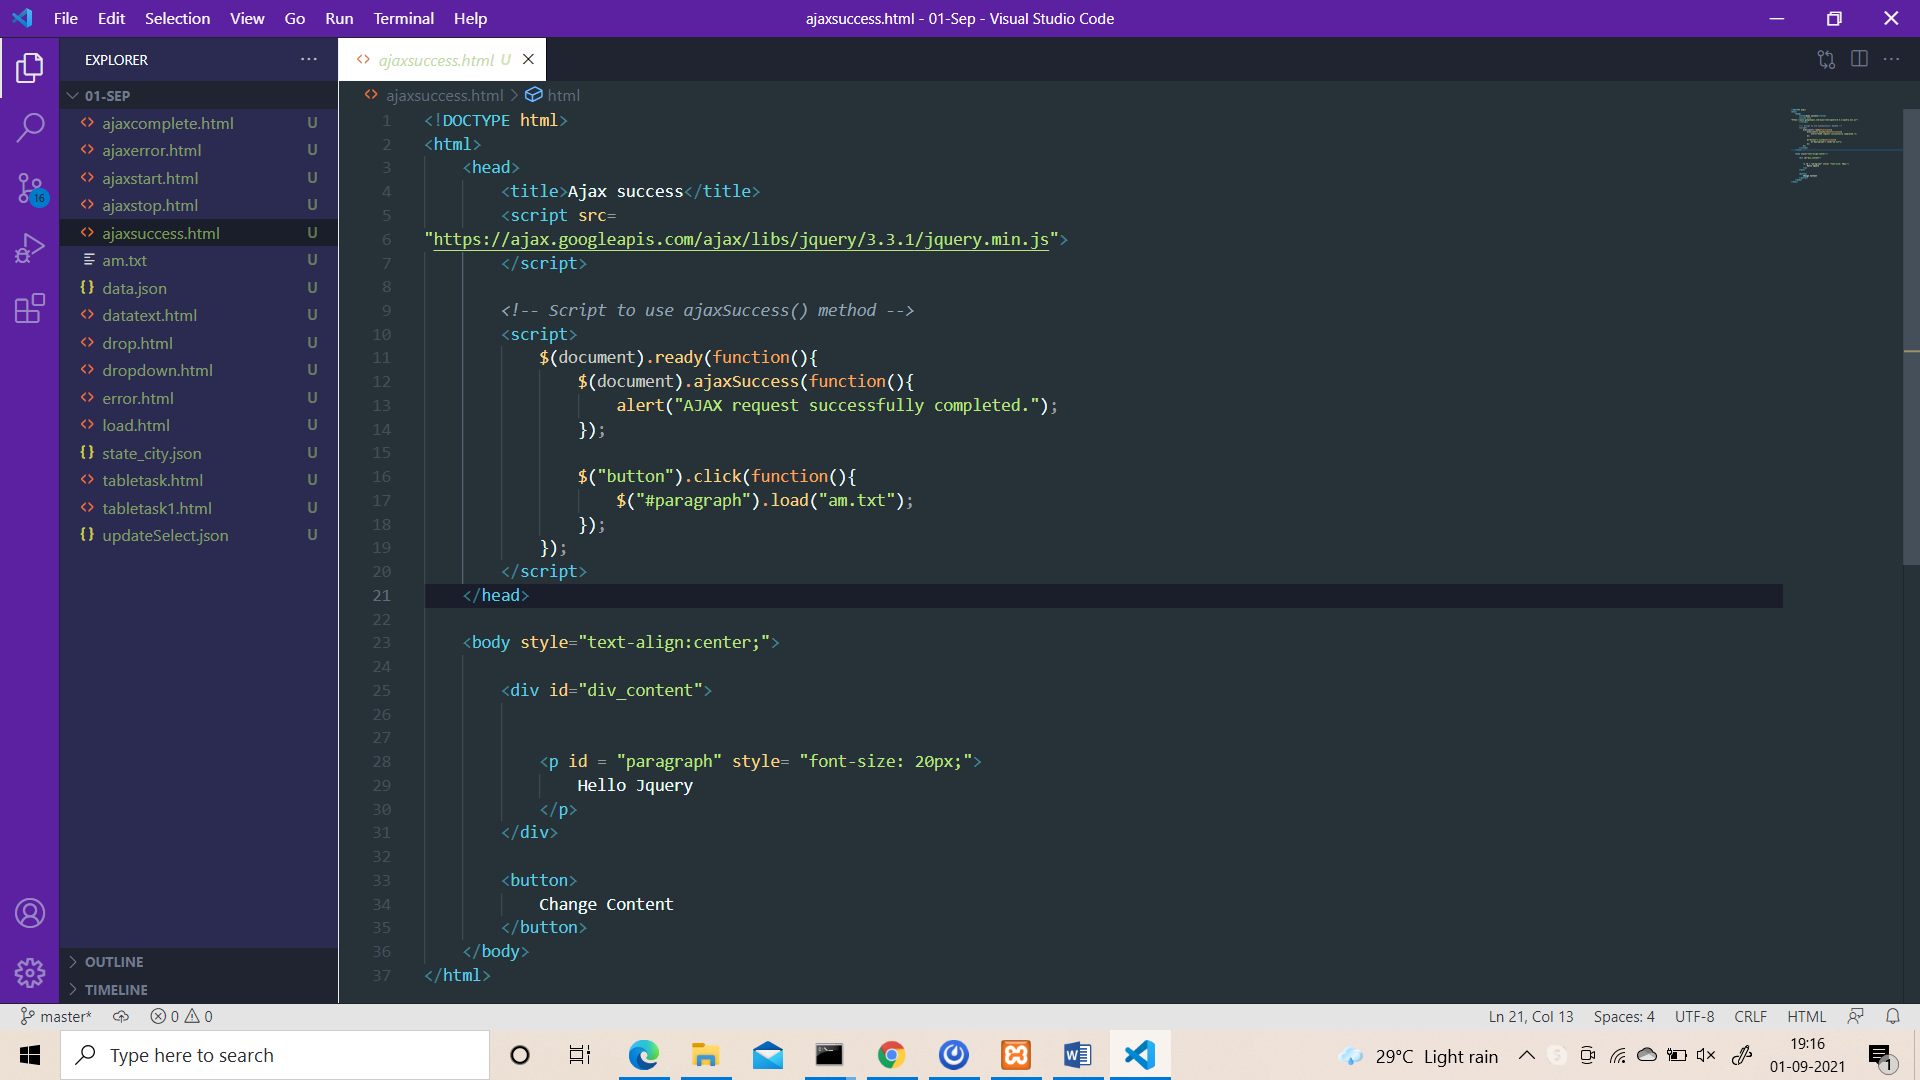 File Edit Selection View Go Run Terminal Help
ajaxsuccess.html - 01-Sep - Visual Studio Code
EXPLORER
01-SEP
ajaxcomplete.html U
ajaxerror.html U
ajaxstart.html U
ajaxstop.html U
ajaxsuccess.html U
am.txt U
data.json U
datatext.html U
drop.html U
dropdown.html U
error.html U
load.html U
state_city.json U
tabletask.html U
tabletask1.html U
updateSelect.json U
OUTLINE
TIMELINE
16
ajaxsuccess.html U
ajaxsuccess.html > html
1 <!DOCTYPE html>
2 <html>
3 <head>
4 <title>Ajax success</title>
5 <script src=
6 "https://ajax.googleapis.com/ajax/libs/jquery/3.3.1/jquery.min.js">
7 </script>
8
9 <!-- Script to use ajaxSuccess() method -->
10 <script>
11 $(document).ready(function(){
12 $(document).ajaxSuccess(function(){
13 alert("AJAX request successfully completed.");
14 });
15
16 $("button").click(function(){
17 $("#paragraph").load("am.txt");
18 });
19 });
20 </script>
21 </head>
22
23 <body style="text-align:center;">
24
25 <div id="div_content">
26
27
28 <p id = "paragraph" style= "font-size: 20px;">
29 Hello Jquery
30 </p>
31 </div>
32
33 <button>
34 Change Content
35 </button>
36 </body>
37 </html>
master* 0 0
Ln 21, Col 13 Spaces: 4 UTF-8 CRLF HTML
Type here to search
29°C Light rain
19:16
01-09-2021
1